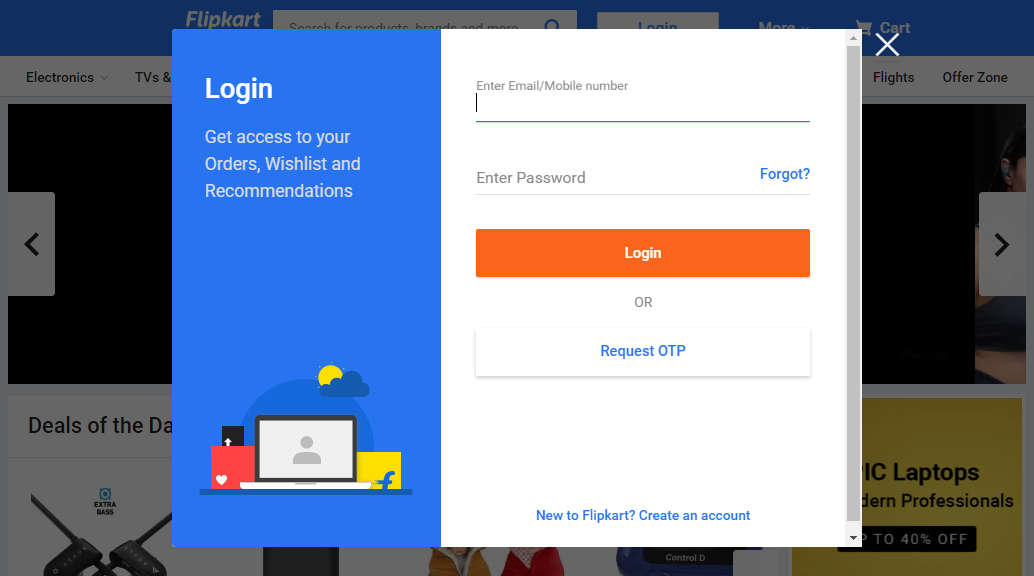 Flipkart
Search for products, brands and more
Login
More
Cart
Electronics
TVs &
Flights
Offer Zone
Login
Get access to your
Orders, Wishlist and
Recommendations
Enter Email/Mobile number
Enter Password
Forgot?
Login
OR
Request OTP
New to Flipkart? Create an account
Deals of the Da
EXTRA
BASS
Control D
PIC Laptops
dern Professionals
UP TO 40% OFF